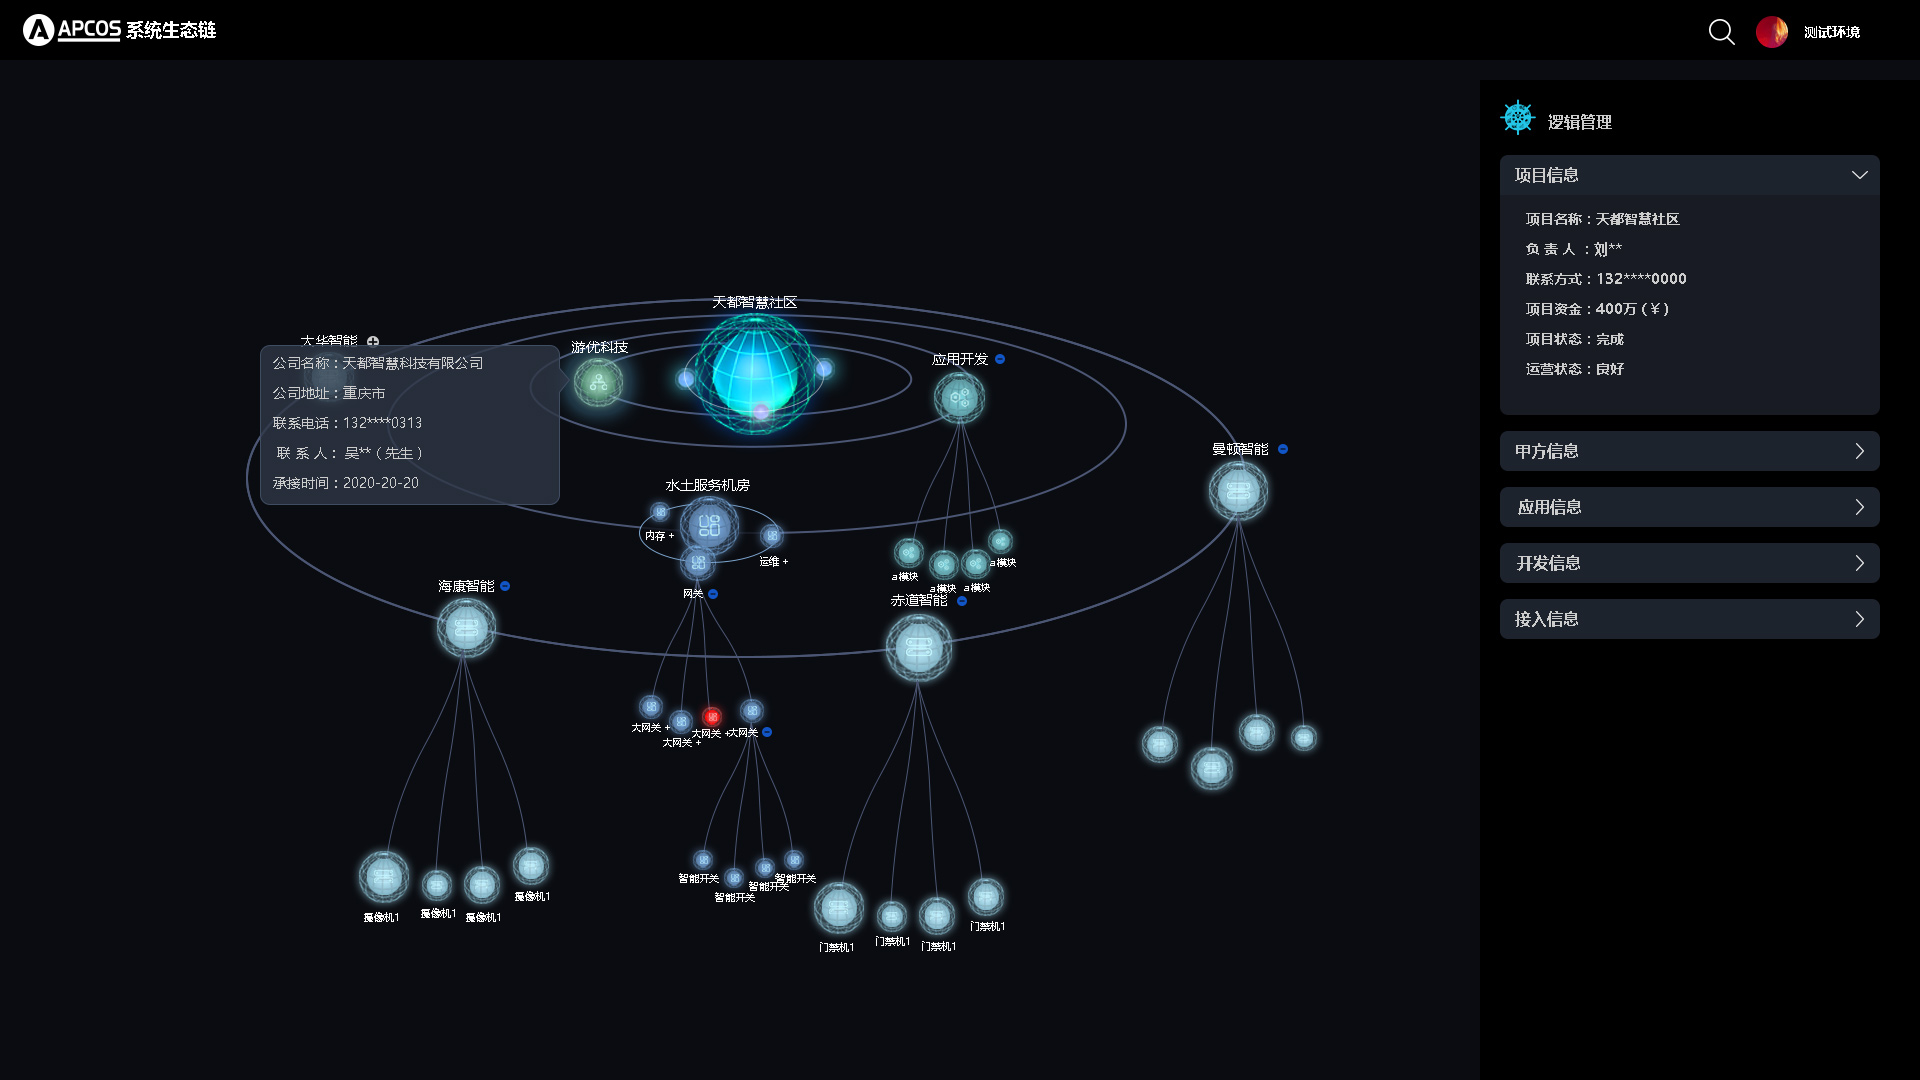 APCOS 系统生态链
测试环境
逻辑管理
项目信息
项目名称：天都智慧社区
负 责 人 ：刘**
联系方式：132****0000
项目资金：400万（￥）
项目状态：完成
运营状态：良好
甲方信息
应用信息
开发信息
接入信息
天都智慧社区
大华智能
游优科技
应用开发
公司名称：天都智慧科技有限公司
公司地址：重庆市
联系电话：132****0313
联 系 人： 吴**（先生）
承接时间：2020-20-20
曼顿智能
水土服务机房
内存 +
运维 +
网关
a模块
a模块
a模块
a模块
海康智能
赤道智能
大网关 +
大网关 +
大网关 +
大网关
智能开关
智能开关
智能开关
智能开关
摄像机1
摄像机1
摄像机1
摄像机1
门禁机1
门禁机1
门禁机1
门禁机1